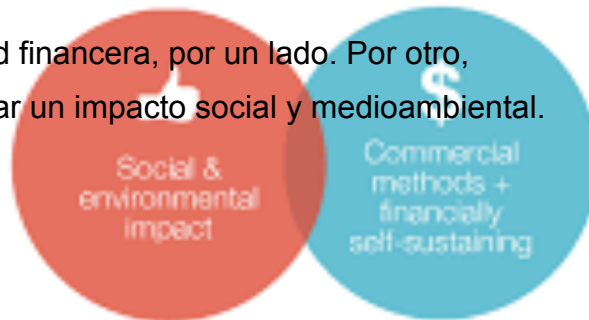 d financera, por un lado. Por otro,
ar un impacto social y medioambiental.
Social &
environmental
impact
$
Commercial
methods +
financially
self-sustaining